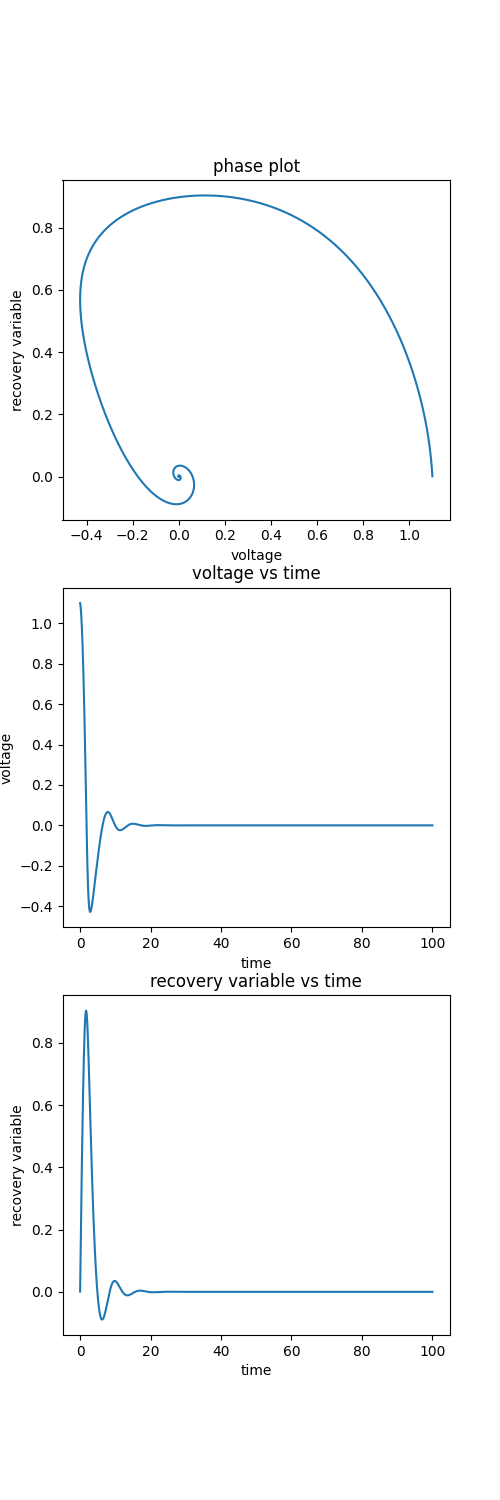 phase plot
0.8
0.6
0.4
0.2
0.0
recovery variable
−0.4 −0.2 0.0 0.2 0.4 0.6 0.8 1.0
voltage
voltage vs time
1.0
0.8
0.6
0.4
0.2
0.0
−0.2
−0.4
voltage
0 20 40 60 80 100
time
recovery variable vs time
0.8
0.6
0.4
0.2
0.0
recovery variable
0 20 40 60 80 100
time